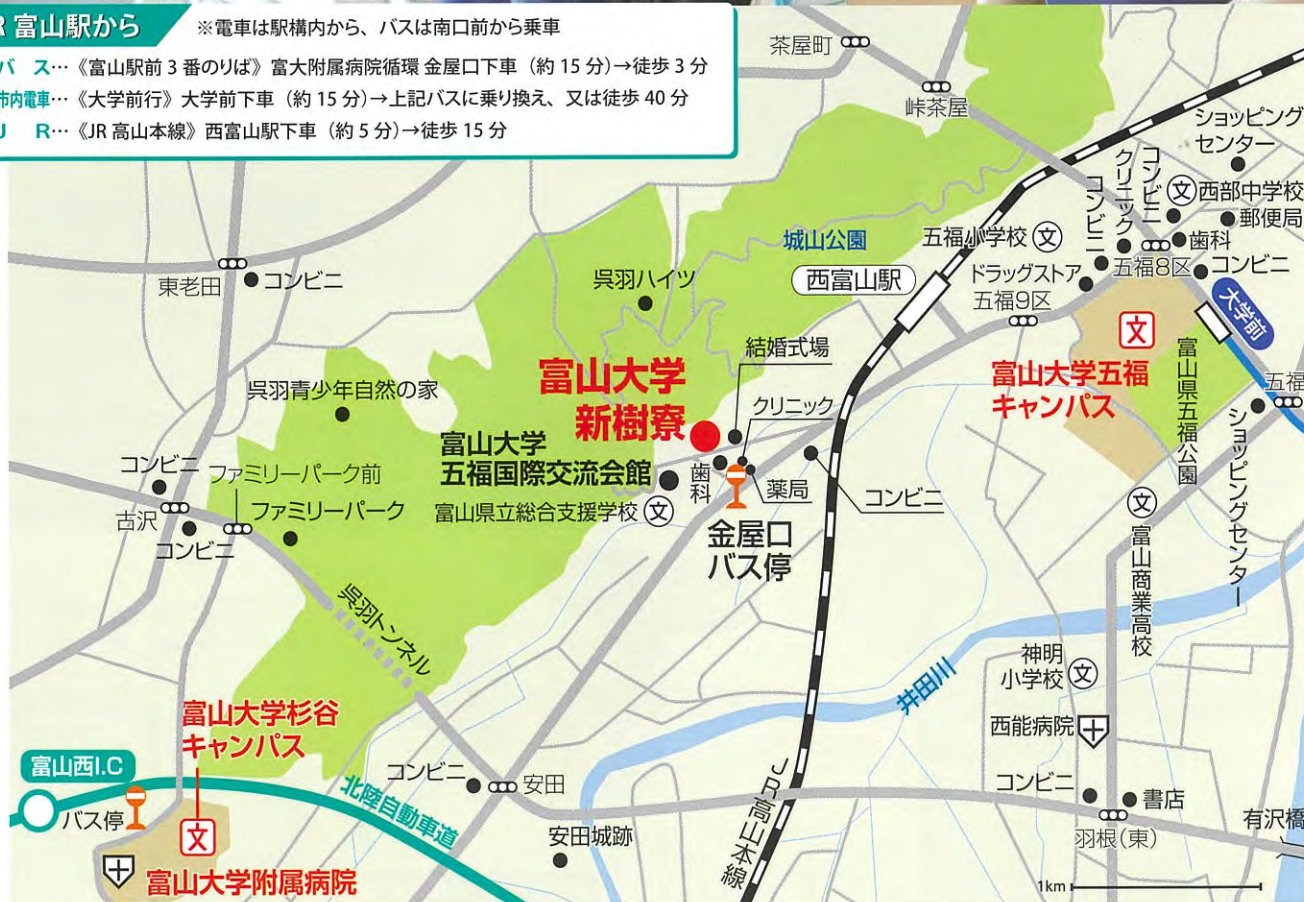 R 富山駅から
※電車は駅構内から、バスは南口前から乗車
バ ス…《富山駅前3番のりば》富大附属病院循環 金屋口下車（約15分）→徒歩3分
市内電車…《大学前行》大学前下車（約15分）→上記バスに乗り換え、又は徒歩40分
J R…《JR高山本線》西富山駅下車（約5分）→徒歩15分
茶屋町
峠茶屋
ショッピング
センター
コンビニ
クリニック
コンビニ
文
西部中学校
郵便局
歯科
五福8区
コンビニ
城山公園
五福小学校
文
ドラッグストア
五福9区
西富山駅
大学前
東老田
コンビニ
呉羽ハイツ
結婚式場
文
富山大学五福
キャンパス
富山県五福公園
五福
ショッピングセンター
富山大学
新樹寮
クリニック
呉羽青少年自然の家
富山大学
五福国際交流会館
歯科
薬局
コンビニ
富山県立総合支援学校
文
金屋口
バス停
コンビニ
ファミリーパーク前
古沢
ファミリーパーク
コンビニ
文
富山商業高校
呉羽トンネル
神明
小学校
文
井田川
西能病院
富山大学杉谷
キャンパス
富山西I.C
バス停
文
富山大学附属病院
北陸自動車道
コンビニ
安田
安田城跡
JR高山本線
コンビニ
書店
羽根(東)
有沢橋
1km